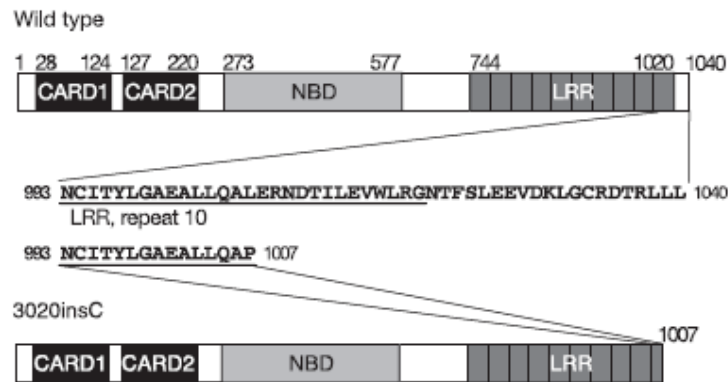 Wild type
1 28 124 127 220 273 577 744 1020 1040
CARD1 CARD2 NBD LRR
993 NCITYLGAEALLQALERNDTILEVWLRGNTFSLEEVDKLGCRDTRLLL 1040
LRR, repeat 10
993 NCITYLGAEALLQAP 1007
3020insC
1007
CARD1 CARD2 NBD LRR